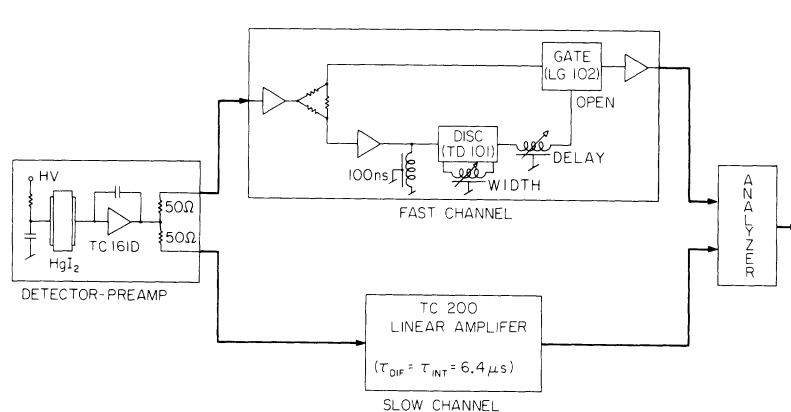 GATE
(LG 102)
OPEN
DISC
(TD 101)
DELAY
100ns
WIDTH
FAST CHANNEL
HV
50Ω
50Ω
TC 161D
HgI₂
DETECTOR-PREAMP
ANALYZER
TC 200
LINEAR AMPLIFER
(τDIF = τINT = 6.4μs)
SLOW CHANNEL